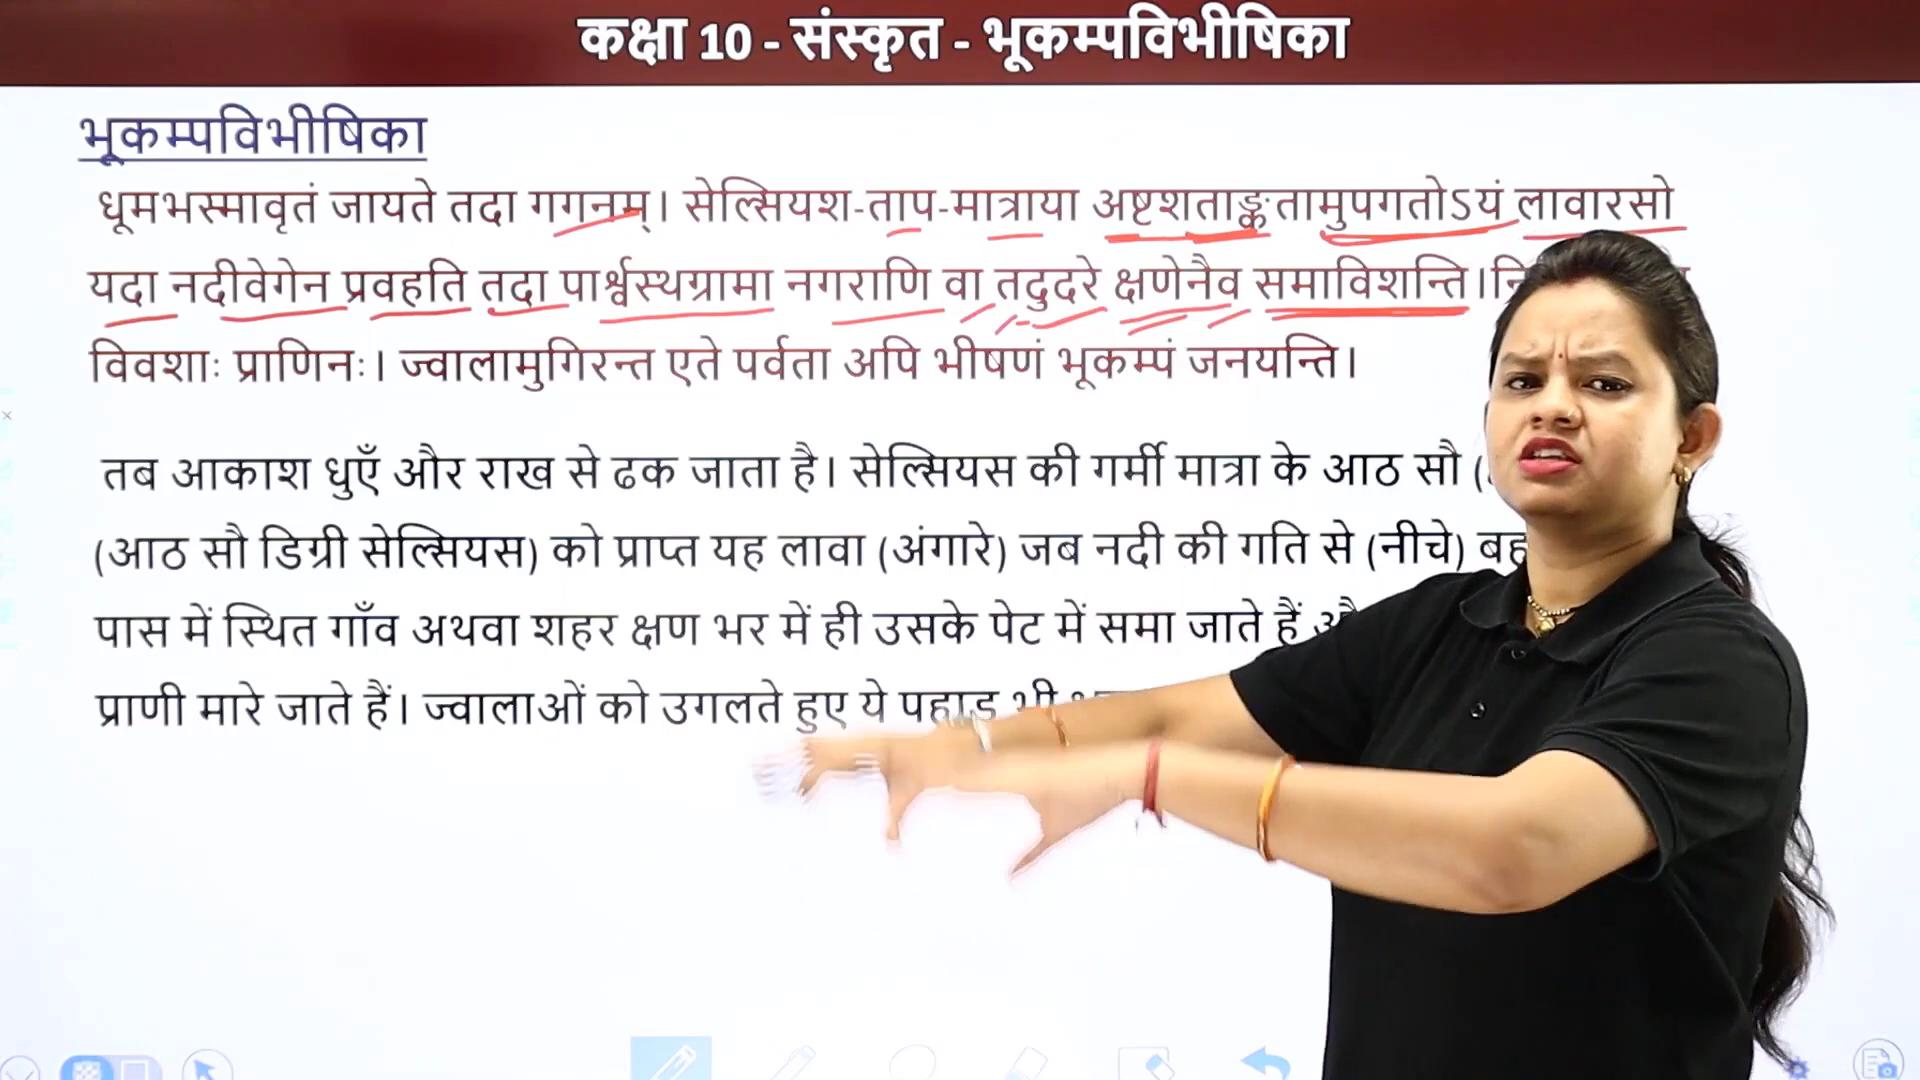 कक्षा 10 - संस्कृत - भूकम्पविभीषिका
भूकम्पविभीषिका
धूमभस्मावृतं जायते तदा गगनम्। सेल्सियश-ताप-मात्राया अष्टशताङ्कतामुपगतोऽयं लावारसो
यदा नदीवेगेन प्रवहति तदा पार्श्वस्थग्रामा नगराणि वा तदुदरे क्षणेनैव समाविशन्ति।
विवशाः प्राणिनः। ज्वालामुगिरन्त एते पर्वता अपि भीषणं भूकम्पं जनयन्ति।
तब आकाश धुएँ और राख से ढक जाता है। सेल्सियस की गर्मी मात्रा के आठ सौ
(आठ सौ डिग्री सेल्सियस) को प्राप्त यह लावा (अंगारे) जब नदी की गति से (नीचे)
पास में स्थित गाँव अथवा शहर क्षण भर में ही उसके पेट में समा जाते हैं
प्राणी मारे जाते हैं। ज्वालाओं को उगलते हुए ये पहाड़ भी